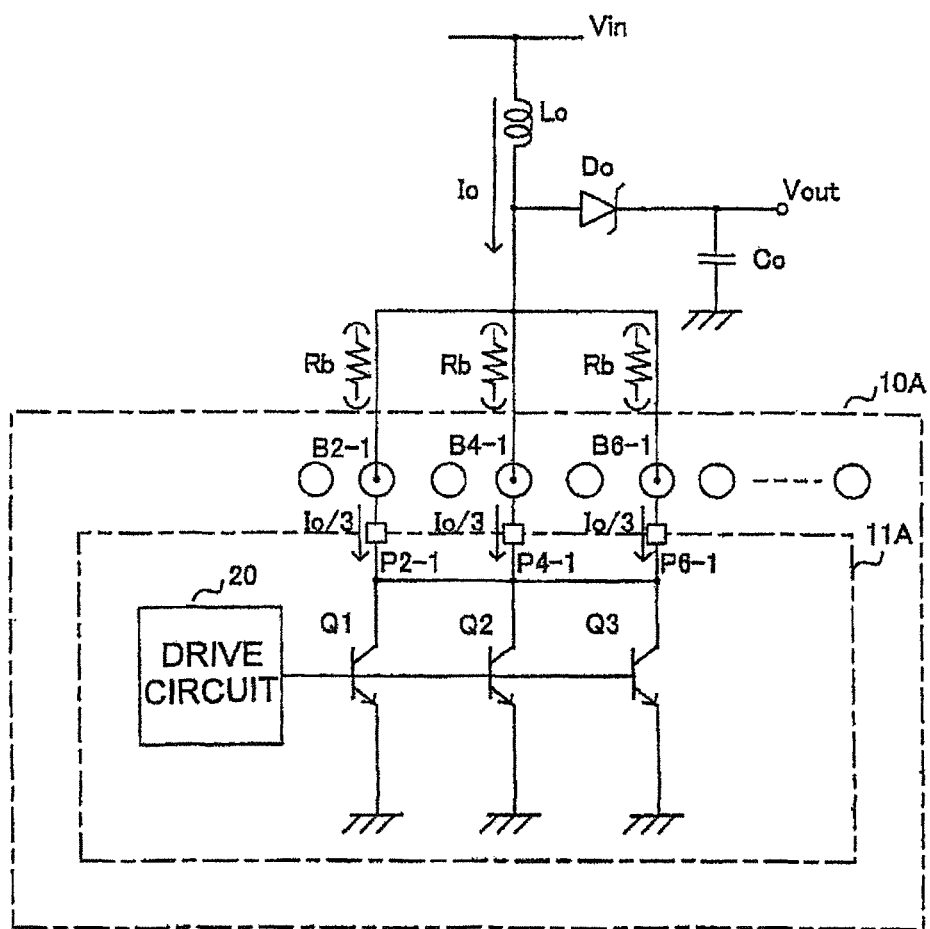 Vin
Lo
Do
Io
Vout
Co
Rb Rb Rb
10A
B2-1 B4-1 B6-1
Io/3 Io/3 Io/3
11A
P2-1 P4-1 P6-1
20
Q1 Q2 Q3
DRIVE
CIRCUIT